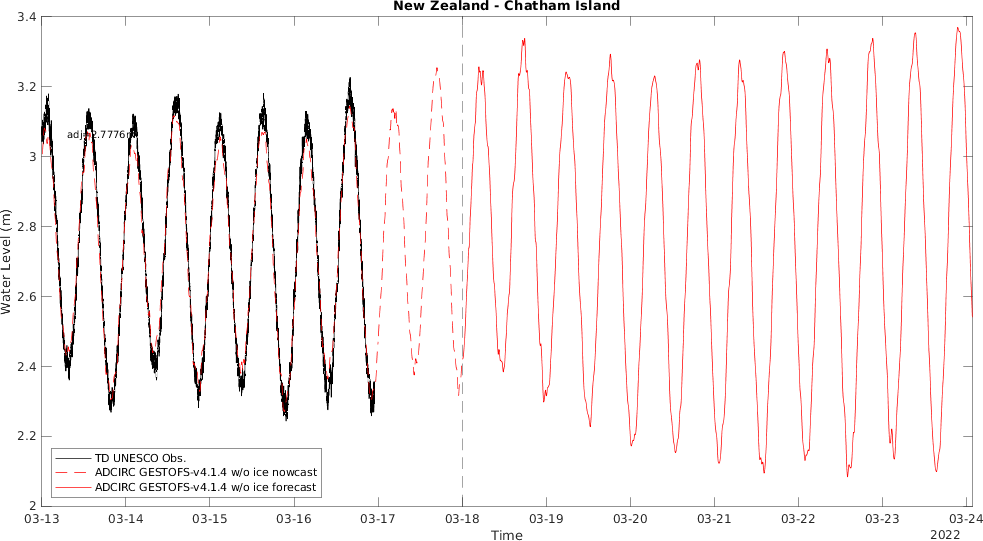 New Zealand - Chatham Island
3.4
3.2
3
2.8
2.6
2.4
2.2
2
Water Level (m)
adj=2.7776m
TD UNESCO Obs.
ADCIRC GESTOFS-v4.1.4 w/o ice nowcast
ADCIRC GESTOFS-v4.1.4 w/o ice forecast
03-13 03-14 03-15 03-16 03-17 03-18 03-19 03-20 03-21 03-22 03-23 03-24
Time
2022